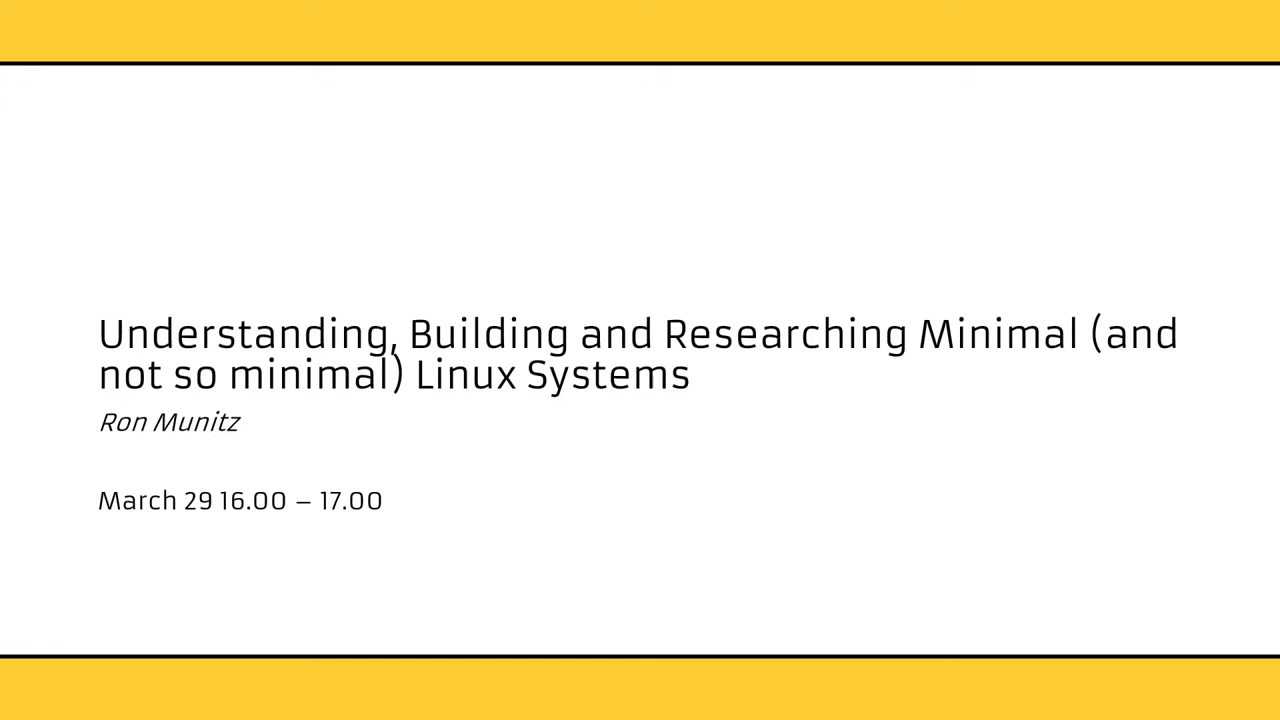 Understanding, Building and Researching Minimal (and
not so minimal) Linux Systems
Ron Munitz
March 29 16.00 – 17.00